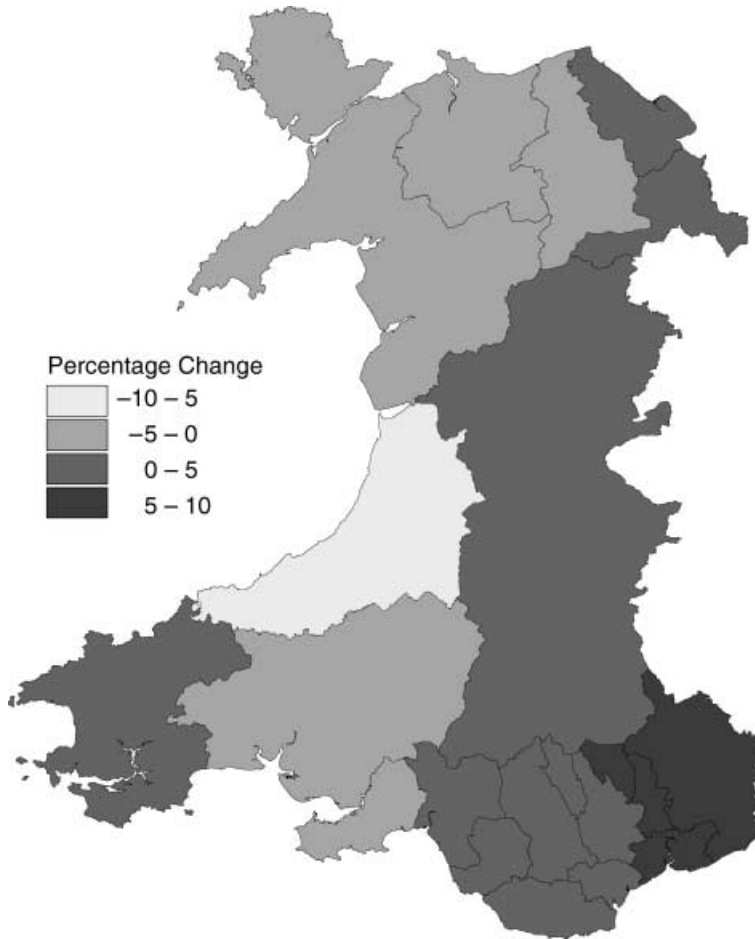 Percentage Change
–10 – 5
–5 – 0
0 – 5
5 – 10